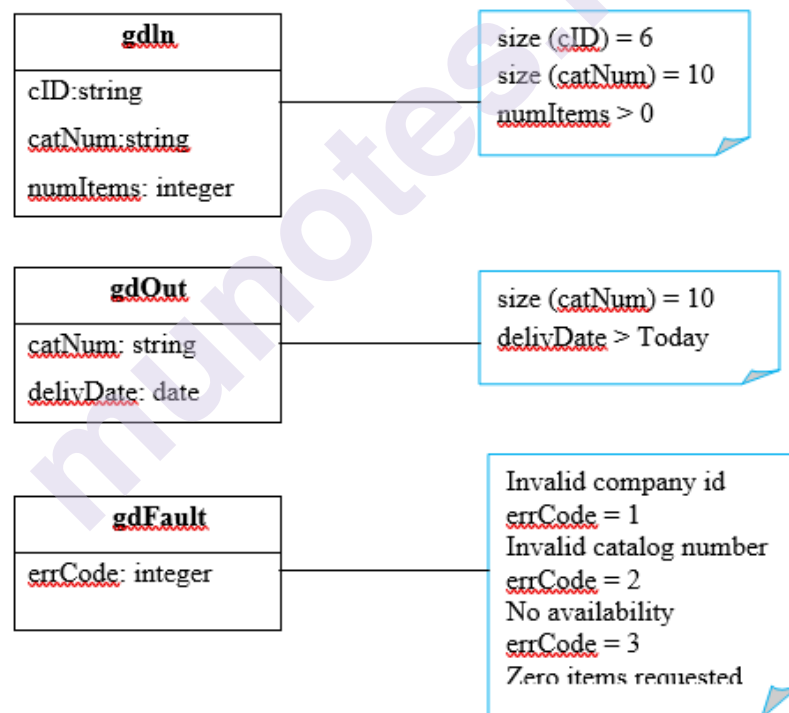 gdIn
cID:string
catNum:string
numItems: integer
size (cID) = 6
size (catNum) = 10
numItems > 0
gdOut
catNum: string
delivDate: date
size (catNum) = 10
delivDate > Today
gdFault
errCode: integer
Invalid company id
errCode = 1
Invalid catalog number
errCode = 2
No availability
errCode = 3
Zero items requested
munotes.